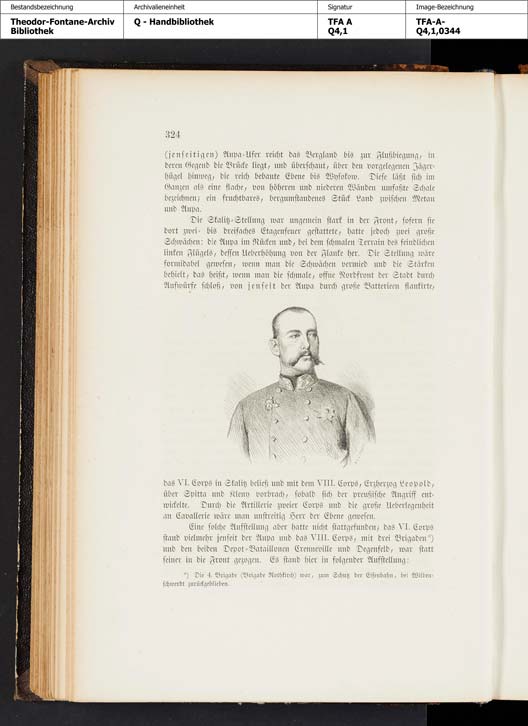 Bestandsbezeichnung Archivalieneinheit Signatur Image-Bezeichnung
Theodor-Fontane-Archiv Q - Handbibliothek TFA A TFA-A-
Bibliothek Q4,1 Q4,1,0344
324
(jenseitigen) Aupa-Ufer reicht das Bergland bis zur Flußbiegung, in
deren Gegend die Brücke liegt, und überschaut, über den vorgelegenen Jäger-
hügel hinweg, die reich bebaute Ebene bis Wysokow. Diese läßt sich im
Ganzen als eine flache, von höheren und niederen Wänden umfaßte Schale
bezeichnen; ein fruchtbares, bergumstandenes Stück Land zwischen Metau
und Aupa.
Die Skalitz-Stellung war ungemein stark in der Front, sofern sie
dort zwei- bis dreifaches Etagenfeuer gestattete, hatte jedoch zwei große
Schwächen: die Aupa im Rücken und, bei dem schmalen Terrain des feindlichen
linken Flügels, dessen Ueberhöhung von der Flanke her. Die Stellung wäre
formidabel gewesen, wenn man die Schwächen vermied und die Stärken
behielt, das heißt, wenn man die schmale, offne Nordfront der Stadt durch
Aufwürfe schloß, von jenseit der Aupa durch große Batterieen flankirte,
das VI. Corps in Skalitz beließ und mit dem VIII. Corps, Erzherzog Leopold,
über Spitta und Kleny vorbrach, sobald sich der preußische Angriff ent-
wickelte. Durch die Artillerie zweier Corps und die große Ueberlegenheit
an Cavallerie wäre man unstreitig Herr der Ebene gewesen.
Eine solche Aufstellung aber hatte nicht stattgefunden; das VI. Corps
stand vielmehr jenseit der Aupa und das VIII. Corps, mit drei Brigaden*)
und den beiden Depot-Bataillonen Crenneville und Degenfeld, war statt
seiner in die Front gezogen. Es stand hier in folgender Aufstellung:
*) Die 4. Brigade (Brigade Rothkirch) war, zum Schutz der Eisenbahn, bei Wilden-
schwerdt zurückgeblieben.